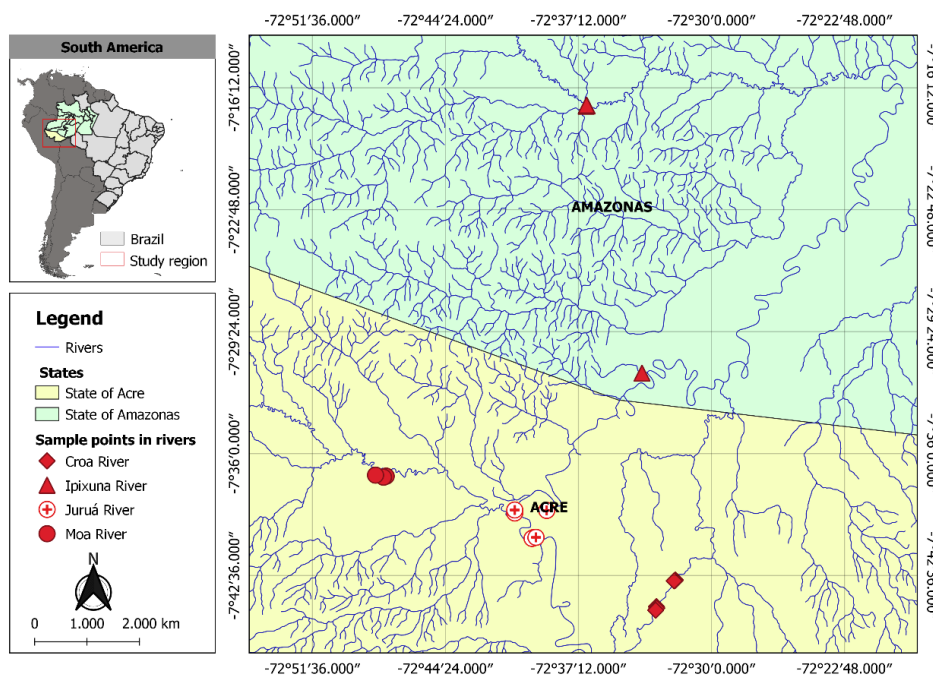 South America
Brazil
Study region
Legend
Rivers
States
State of Acre
State of Amazonas
Sample points in rivers
Croa River
Ipixuna River
Juruá River
Moa River
N
0 1.000 2.000 km
-72°51′36.000″ -72°44′24.000″ -72°37′12.000″ -72°30′0.000″ -72°22′48.000″
-7°16′12.000″
-7°22′48.000″
-7°29′24.000″
-7°36′0.000″
-7°42′36.000″
AMAZONAS
ACRE
-72°51′36.000″ -72°44′24.000″ -72°37′12.000″ -72°30′0.000″ -72°22′48.000″